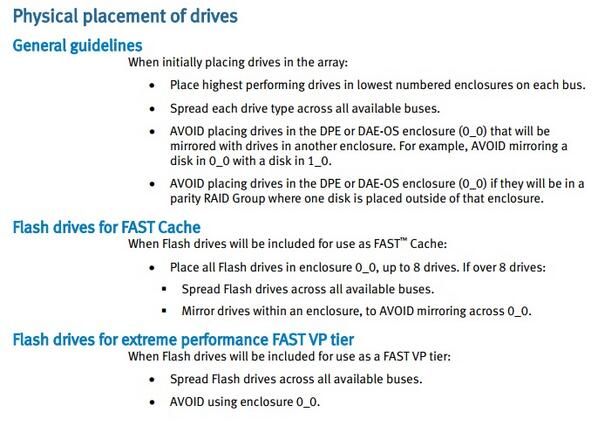 Physical placement of drives
General guidelines
When initially placing drives in the array:
• Place highest performing drives in lowest numbered enclosures on each bus.
• Spread each drive type across all available buses.
• AVOID placing drives in the DPE or DAE-OS enclosure (0_0) that will be
mirrored with drives in another enclosure. For example, AVOID mirroring a
disk in 0_0 with a disk in 1_0.
• AVOID placing drives in the DPE or DAE-OS enclosure (0_0) if they will be in a
parity RAID Group where one disk is placed outside of that enclosure.
Flash drives for FAST Cache
When Flash drives will be included for use as FAST™ Cache:
• Place all Flash drives in enclosure 0_0, up to 8 drives. If over 8 drives:
▪ Spread Flash drives across all available buses.
▪ Mirror drives within an enclosure, to AVOID mirroring across 0_0.
Flash drives for extreme performance FAST VP tier
When Flash drives will be included for use as a FAST VP tier:
• Spread Flash drives across all available buses.
• AVOID using enclosure 0_0.